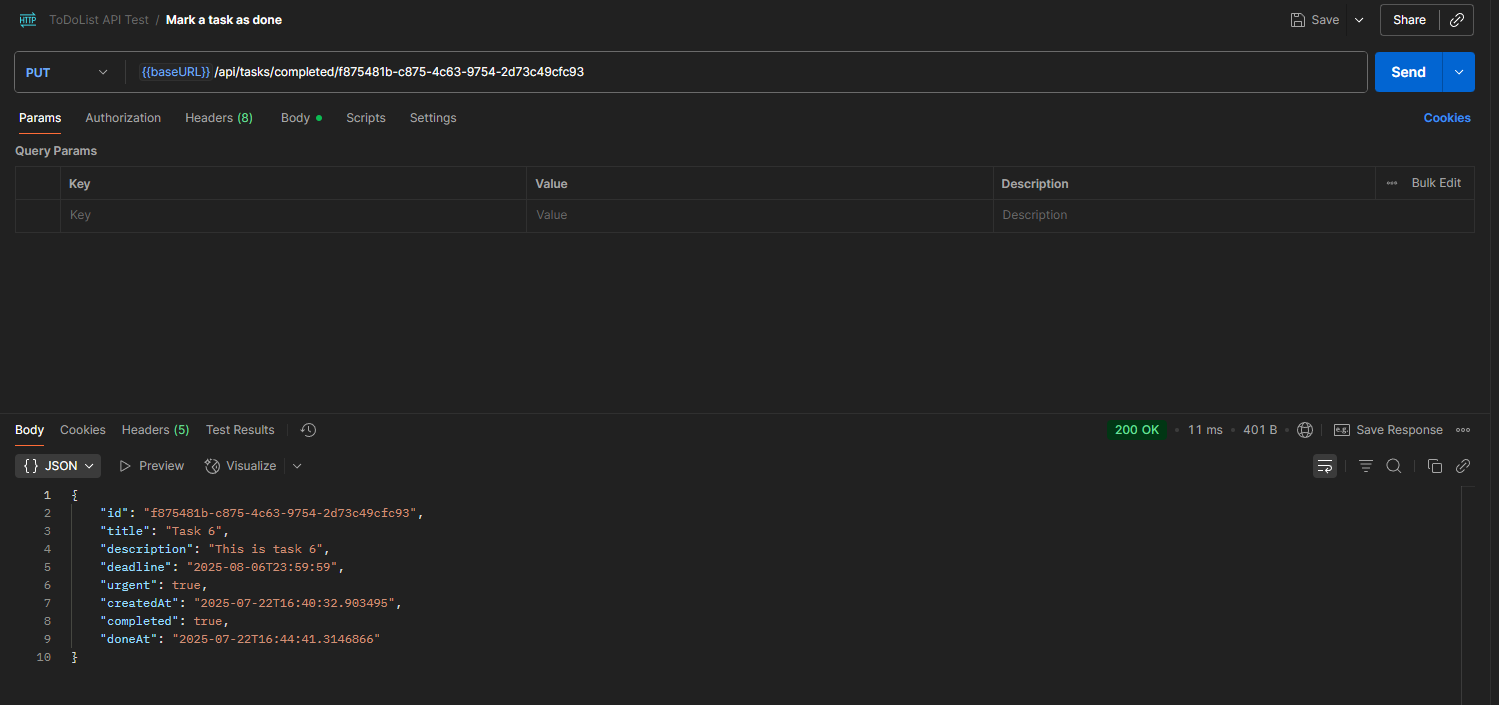 HTTP ToDoList API Test / Mark a task as done Save Share
PUT {{baseURL}} /api/tasks/completed/f875481b-c875-4c63-9754-2d73c49cfc93 Send
Params Authorization Headers (8) Body Scripts Settings Cookies
Query Params
Key Value Description Bulk Edit
Key Value Description
Body Cookies Headers (5) Test Results 200 OK 11 ms 401 B e.g. Save Response
{} JSON Preview Visualize
1 {
2 "id": "f875481b-c875-4c63-9754-2d73c49cfc93",
3 "title": "Task 6",
4 "description": "This is task 6",
5 "deadline": "2025-08-06T23:59:59",
6 "urgent": true,
7 "createdAt": "2025-07-22T16:40:32.903495",
8 "completed": true,
9 "doneAt": "2025-07-22T16:44:41.3146866"
10 }